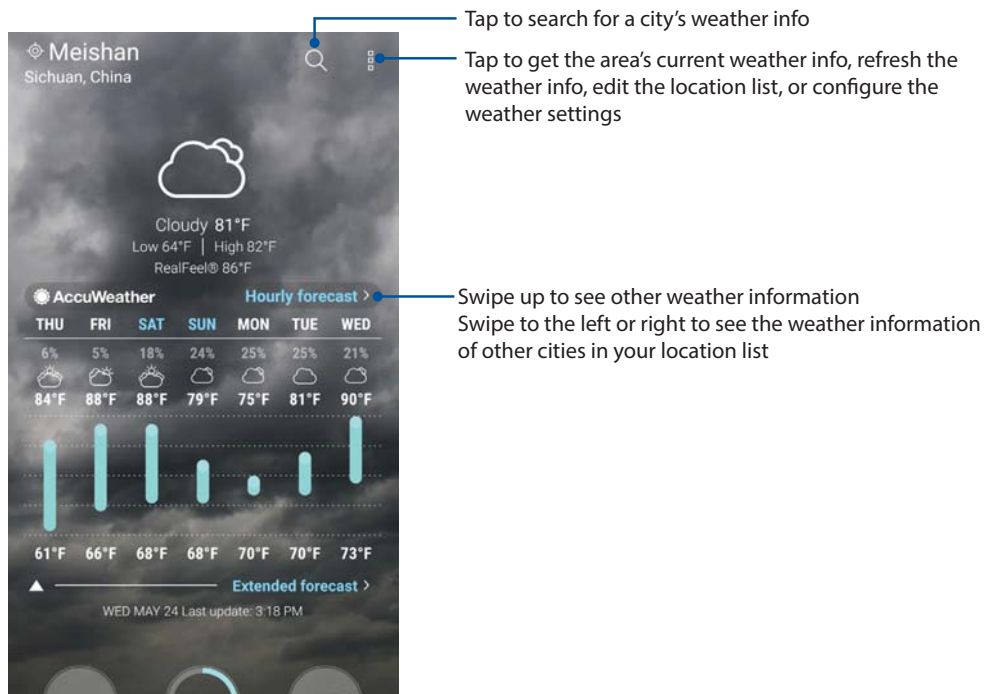 Tap to search for a city's weather info
Meishan
Sichuan, China
Tap to get the area's current weather info, refresh the
weather info, edit the location list, or configure the
weather settings
Cloudy 81°F
Low 64°F | High 82°F
RealFeel® 86°F
AccuWeather Hourly forecast >
Swipe up to see other weather information
Swipe to the left or right to see the weather information
of other cities in your location list
THU FRI SAT SUN MON TUE WED
6% 5% 18% 24% 25% 25% 21%
84°F 88°F 88°F 79°F 75°F 81°F 90°F
61°F 66°F 68°F 68°F 70°F 70°F 73°F
Extended forecast >
WED MAY 24 Last update: 3:18 PM